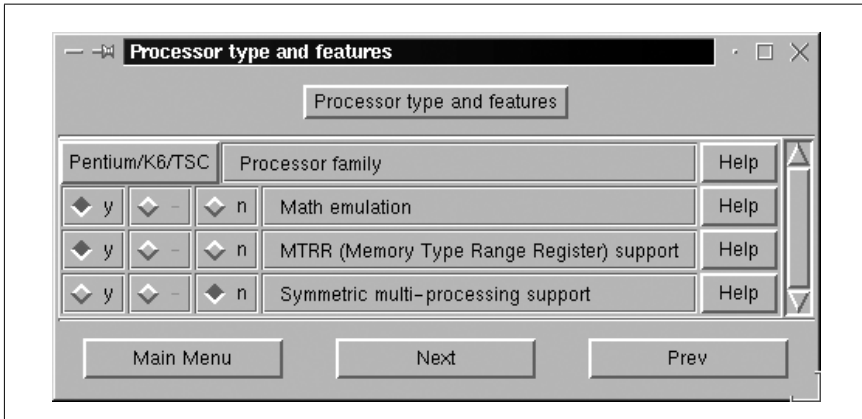 Processor type and features
Processor type and features
Pentium/K6/TSC Processor family Help
y - n Math emulation Help
y - n MTRR (Memory Type Range Register) support Help
y - n Symmetric multi-processing support Help
Main Menu Next Prev